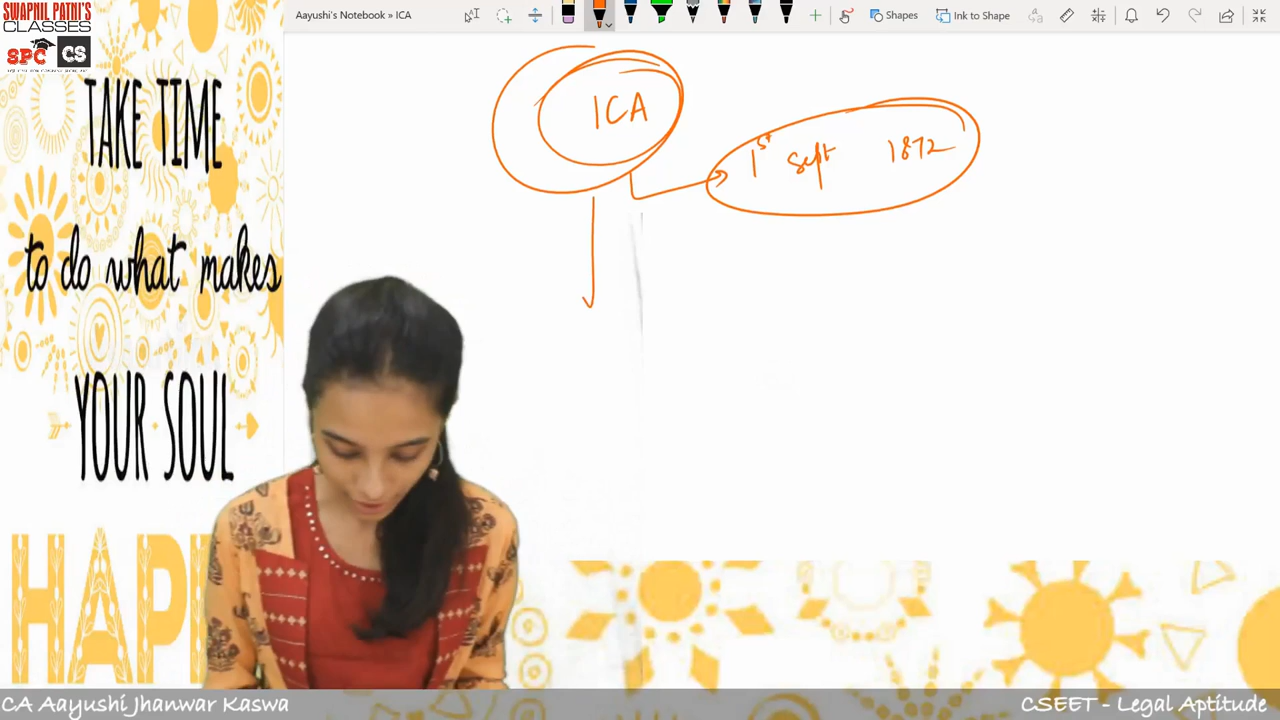 SWAPNIL PATNI'S
CLASSES
SPC CS
Aayushi's Notebook » ICA
Shapes
Ink to Shape
ICA
1st Sept 1872
TAKE TIME
to do what makes
YOUR SOUL
HAPP
CA Aayushi Jhanwar Kaswa
CSEET - Legal Aptitude